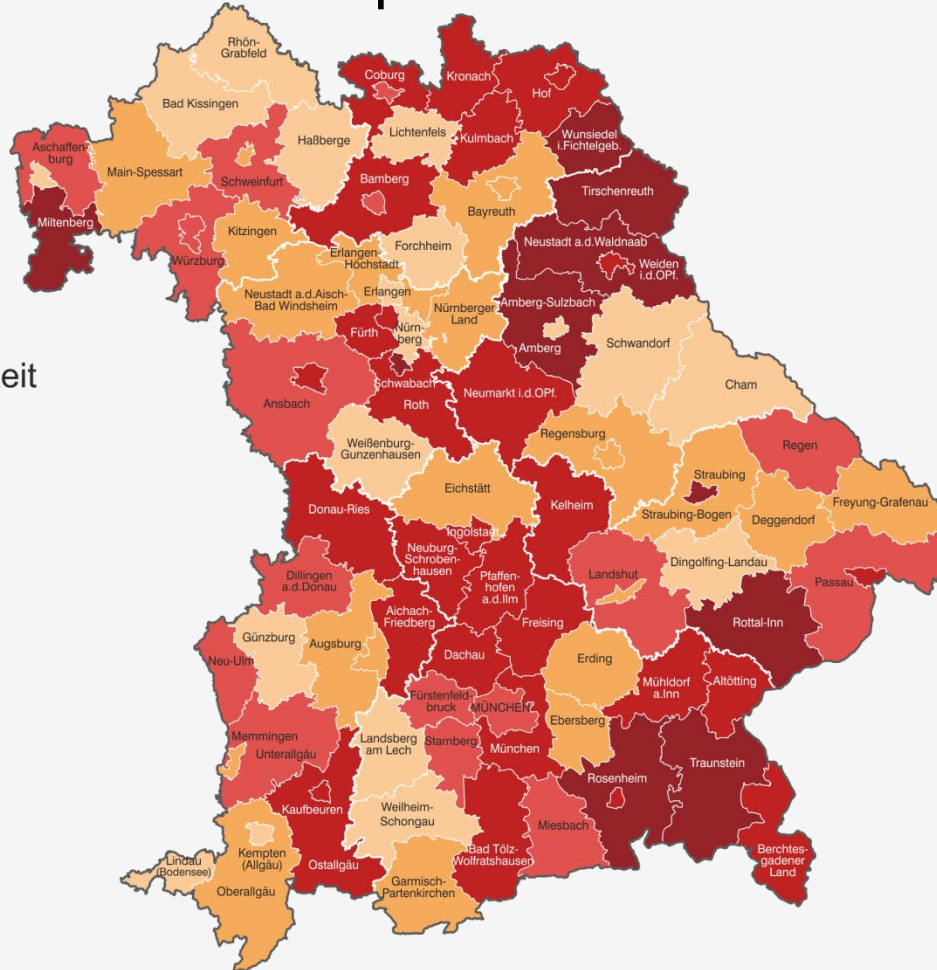 Rhön-
Grabfeld
Coburg
Kronach
Hof
Bad Kissingen
Haßberge
Lichtenfels
Kulmbach
Wunsiedel
i.Fichtelgeb.
Aschaffen-
burg
Main-Spessart
Schweinfurt
Bamberg
Bayreuth
Tirschenreuth
Miltenberg
Würzburg
Kitzingen
Erlangen-
Höchstadt
Forchheim
Neustadt a.d.Waldnaab
Weiden
i.d.OPf.
Neustadt a.d.Aisch-
Bad Windsheim
Erlangen
Nürnberger
Land
Amberg-Sulzbach
Fürth
Nürn-
berg
Amberg
Schwandorf
eit
Ansbach
Schwabach
Roth
Neumarkt i.d.OPf.
Cham
Weißenburg-
Gunzenhausen
Regensburg
Regen
Eichstätt
Straubing
Straubing-Bogen
Deggendorf
Freyung-Grafenau
Donau-Ries
Kelheim
Ingolstadt
Neuburg-
Schroben-
hausen
Pfaffen-
hofen
a.d.Ilm
Landshut
Dingolfing-Landau
Passau
Dillingen
a.d.Donau
Aichach-
Friedberg
Freising
Rottal-Inn
Günzburg
Augsburg
Dachau
Erding
Neu-Ulm
Mühldorf
a.Inn
Altötting
Fürstenfeld-
bruck
MÜNCHEN
Ebersberg
Memmingen
Unterallgäu
Landsberg
am Lech
Starnberg
München
Rosenheim
Traunstein
Kaufbeuren
Weilheim-
Schongau
Miesbach
Lindau
(Bodensee)
Kempten
(Allgäu)
Oberallgäu
Ostallgäu
Garmisch-
Partenkirchen
Bad Tölz-
Wolfratshausen
Berchtes-
gadener
Land